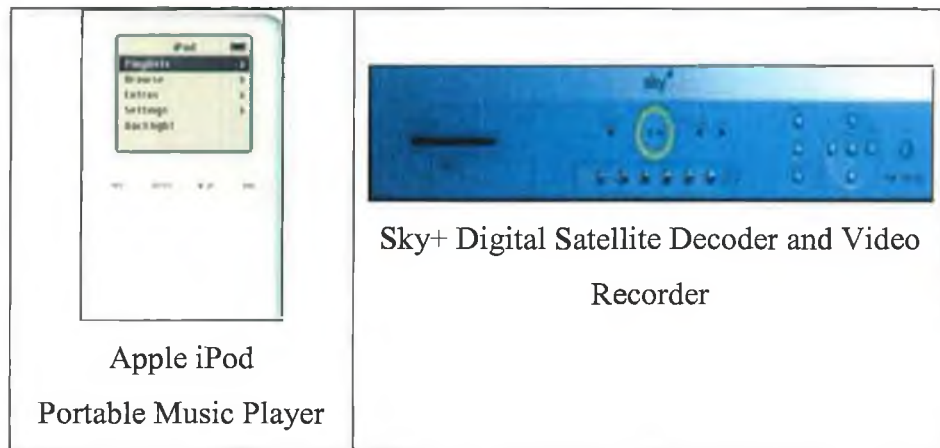 iPod
Playlists
Browse
Extras
Settings
Backlight
Apple iPod
Portable Music Player
sky+
Sky+ Digital Satellite Decoder and Video
Recorder